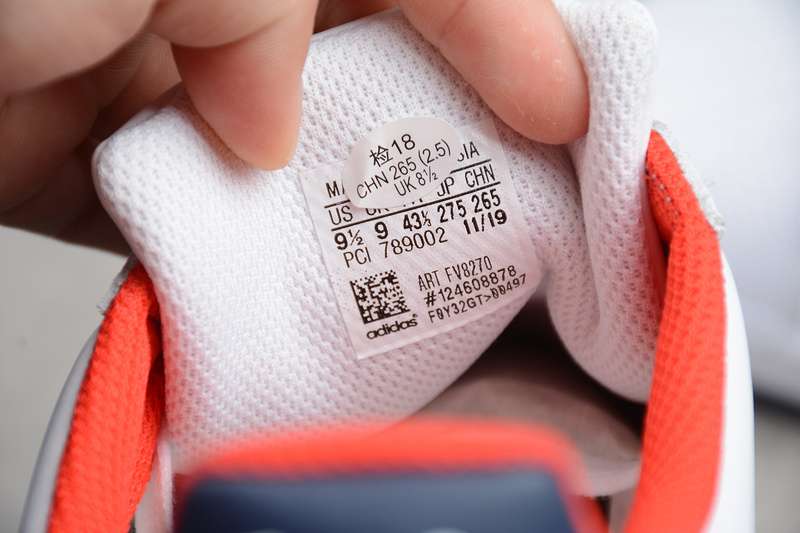 检18
CHN 265 (2.5)
UK 8½
CHN
US
9½ 9 43⅓ 275 265
PCI 789002 11/19
ART FV8270
#124608878
F0Y32GT>00497
adidas